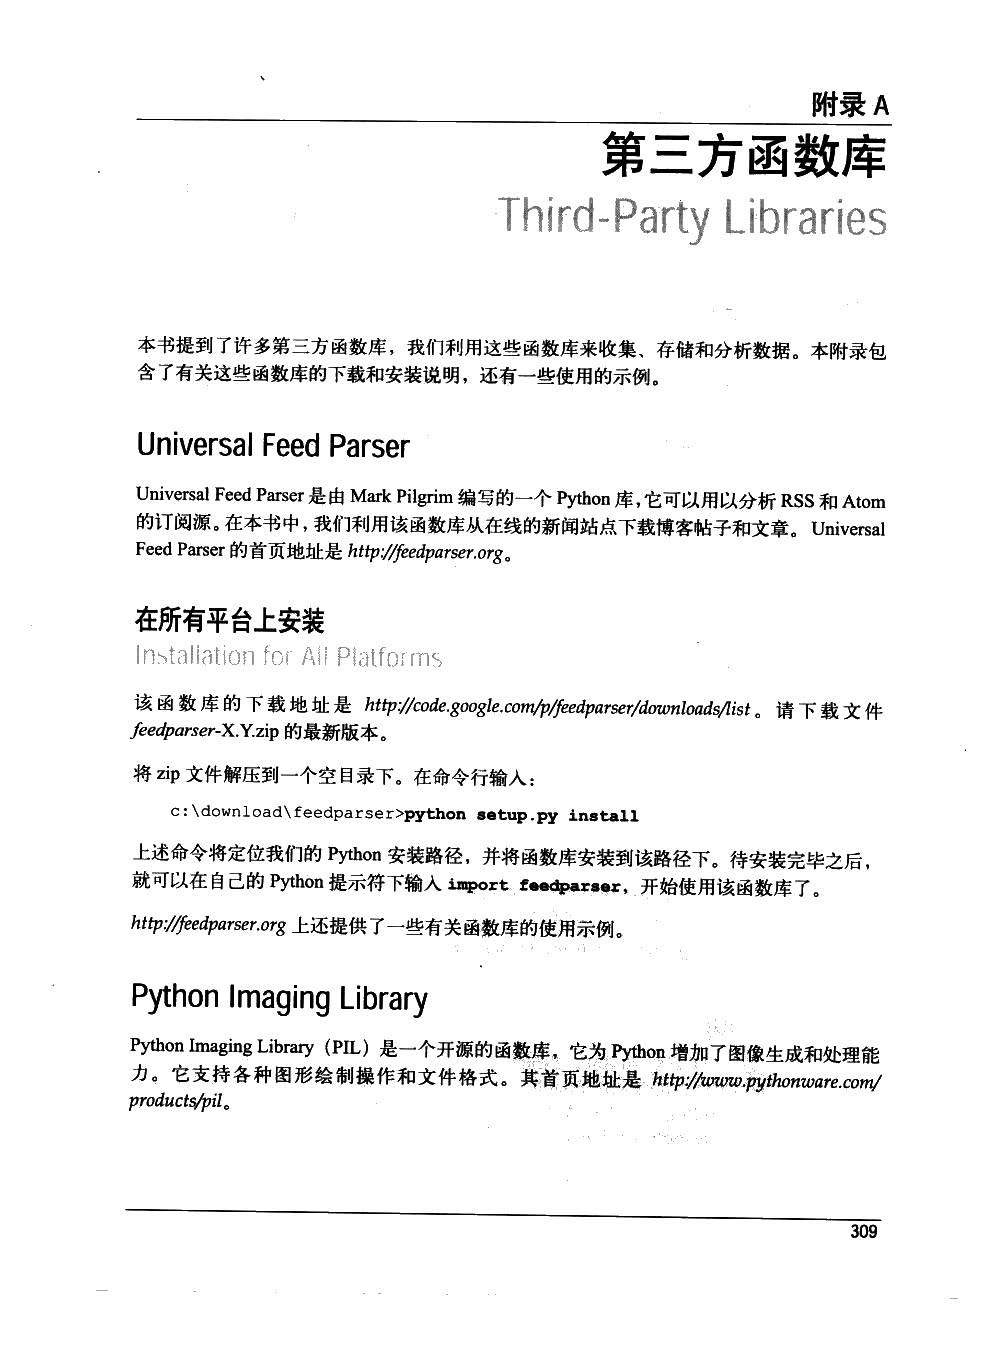 附录 A
第三方函数库
Third-Party Libraries
本书提到了许多第三方函数库，我们利用这些函数库来收集、存储和分析数据。本附录包
含了有关这些函数库的下载和安装说明，还有一些使用的示例。
Universal Feed Parser
Universal Feed Parser 是由 Mark Pilgrim 编写的一个 Python 库，它可以用以分析 RSS 和 Atom
的订阅源。在本书中，我们利用该函数库从在线的新闻站点下载博客帖子和文章。Universal
Feed Parser 的首页地址是 http://feedparser.org。
在所有平台上安装
Installation for All Platforms
该函数库的下载地址是 http://code.google.com/p/feedparser/downloads/list。请下载文件
feedparser-X.Y.zip 的最新版本。
将 zip 文件解压到一个空目录下。在命令行输入：
c:\download\feedparser>python setup.py install
上述命令将定位我们的 Python 安装路径，并将函数库安装到该路径下。待安装完毕之后，
就可以在自己的 Python 提示符下输入 import feedparser，开始使用该函数库了。
http://feedparser.org 上还提供了一些有关函数库的使用示例。
Python Imaging Library
Python Imaging Library（PIL）是一个开源的函数库，它为 Python 增加了图像生成和处理能
力。它支持各种图形绘制操作和文件格式。其首页地址是 http://www.pythonware.com/
products/pil。
309